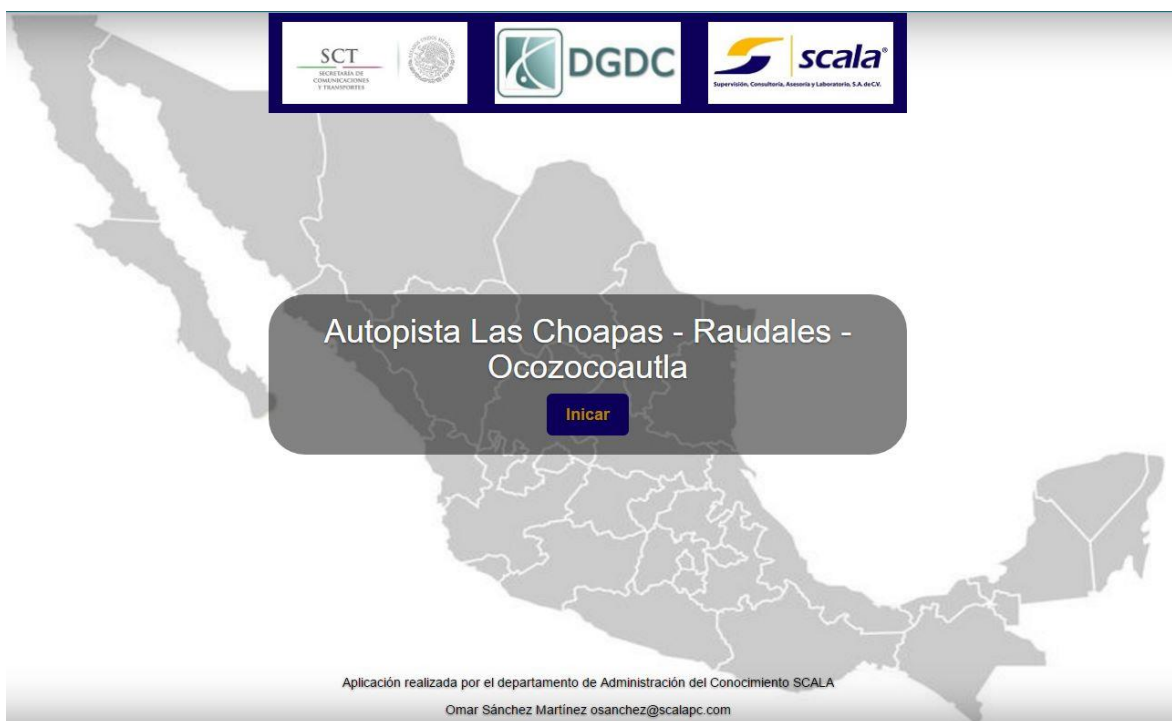 SCT
SECRETARÍA DE
COMUNICACIONES
Y TRANSPORTES
DGDC
scala®
Supervisión, Consultoría, Asesoría y Laboratorio, S.A. de C.V.
Autopista Las Choapas - Raudales -
Ocozocoautla
Inicar
Aplicación realizada por el departamento de Administración del Conocimiento SCALA
Omar Sánchez Martínez osanchez@scalapc.com